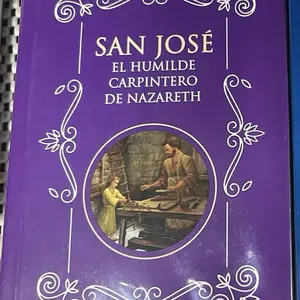 SAN JOSÉ
EL HUMILDE
CARPINTERO
DE NAZARETH